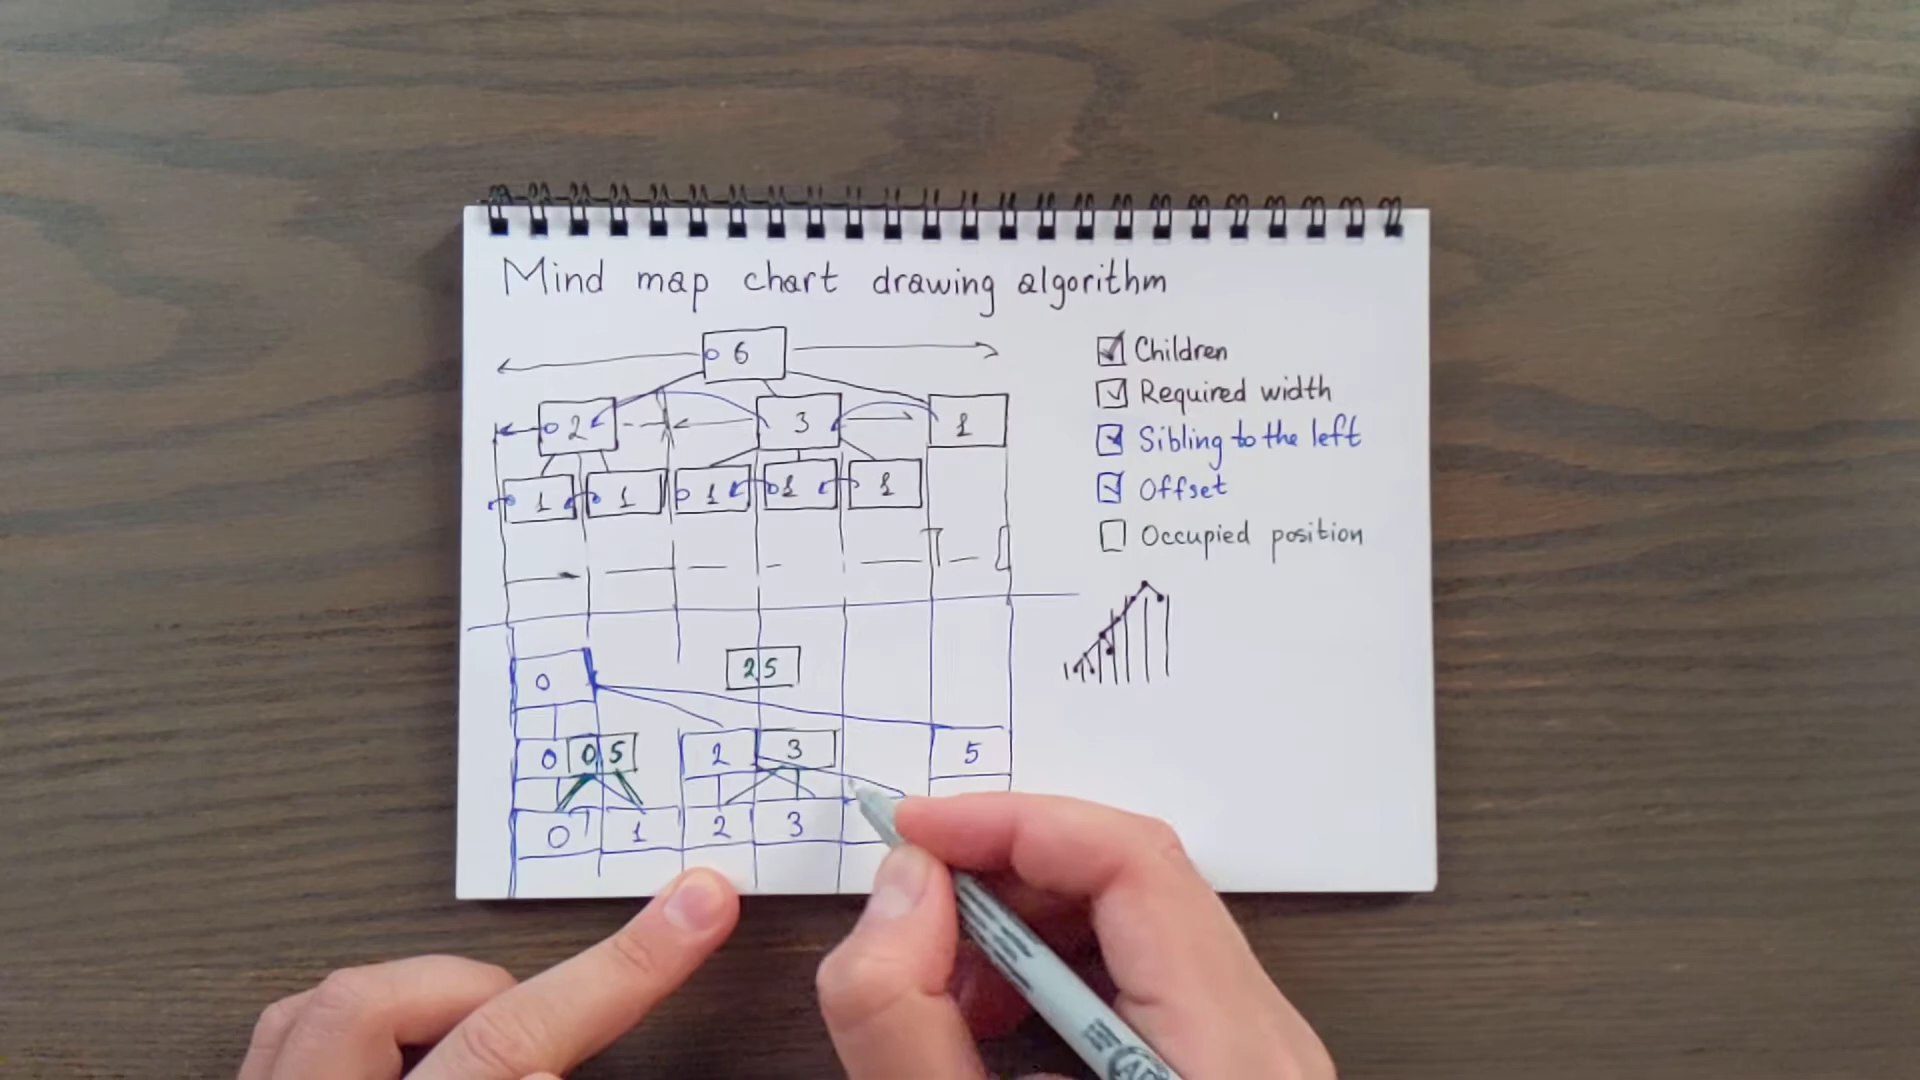 Mind map chart drawing algorithm
6
2 3 1
1 1 1 1 1
Children
Required width
Sibling to the left
Offset
Occupied position
0 2 5
0 0 5 2 3 5
0 1 2 3